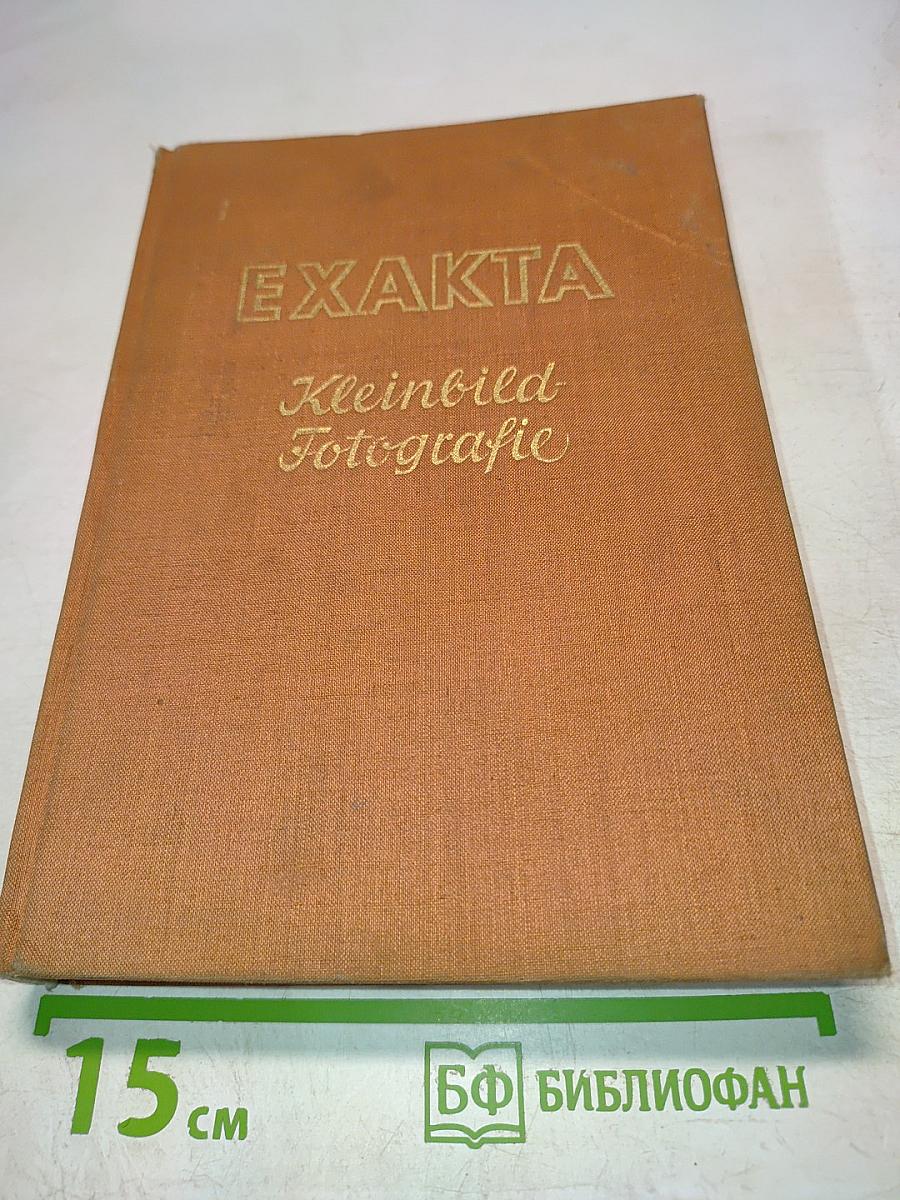 EXAKTA
Kleinbild-
Fotografie
15 см
БФ БИБЛИОФАН